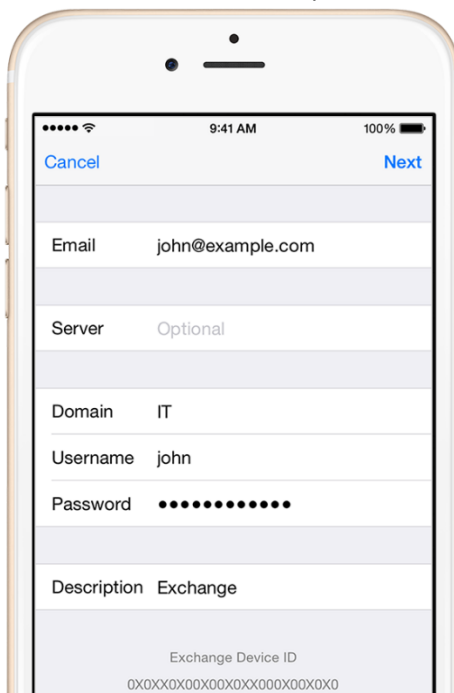 9:41 AM 100%
Cancel Next
Email john@example.com
Server Optional
Domain IT
Username john
Password ●●●●●●●●●●●●
Description Exchange
Exchange Device ID
0X0XX0X00X00X0XX000X00X0X0